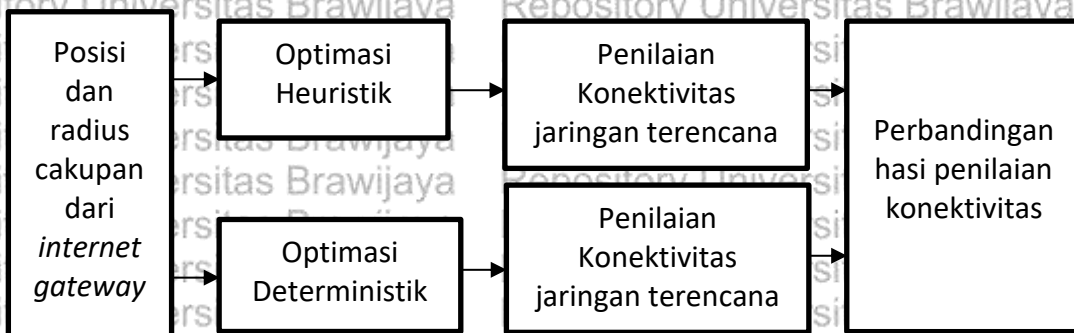 Posisi
dan
radius
cakupan
dari
internet
gateway
Optimasi
Heuristik
Penilaian
Konektivitas
jaringan terencana
Optimasi
Deterministik
Penilaian
Konektivitas
jaringan terencana
Perbandingan
hasi penilaian
konektivitas